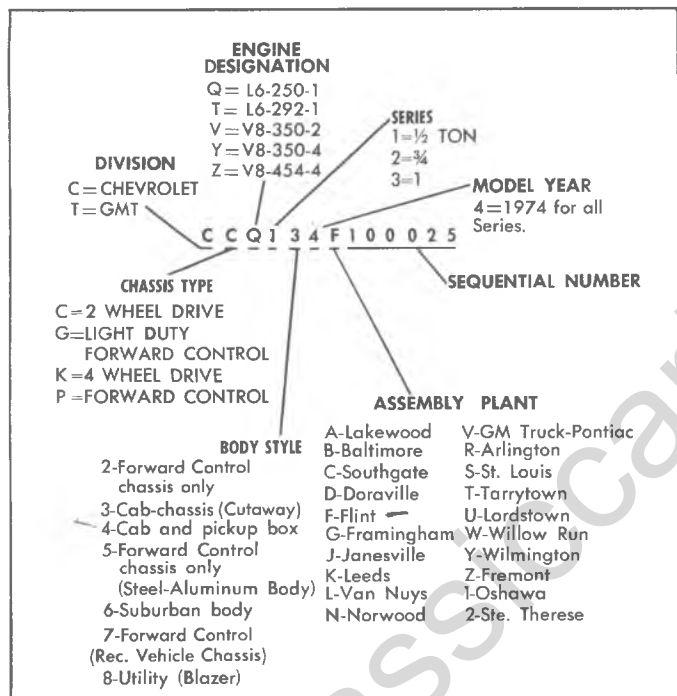 ENGINE
DESIGNATION
Q= L6-250-1
T= L6-292-1
V=V8-350-2
Y=V8-350-4
Z=V8-454-4
SERIES
1=½ TON
2=¾
3=1
DIVISION
C=CHEVROLET
T=GMT
MODEL YEAR
4=1974 for all
Series.
C C Q 1 3 4 F 1 0 0 0 2 5
CHASSIS TYPE
C=2 WHEEL DRIVE
G=LIGHT DUTY
FORWARD CONTROL
K=4 WHEEL DRIVE
P=FORWARD CONTROL
SEQUENTIAL NUMBER
BODY STYLE
2-Forward Control
chassis only
3-Cab-chassis (Cutaway)
4-Cab and pickup box
5-Forward Control
chassis only
(Steel-Aluminum Body)
6-Suburban body
7-Forward Control
(Rec. Vehicle Chassis)
8-Utility (Blazer)
ASSEMBLY PLANT
A-Lakewood
B-Baltimore
C-Southgate
D-Doraville
F-Flint
G-Framingham
J-Janesville
K-Leeds
L-Van Nuys
N-Norwood
V-GM Truck-Pontiac
R-Arlington
S-St. Louis
T-Tarrytown
U-Lordstown
W-Willow Run
Y-Wilmington
Z-Fremont
1-Oshawa
2-Ste. Therese